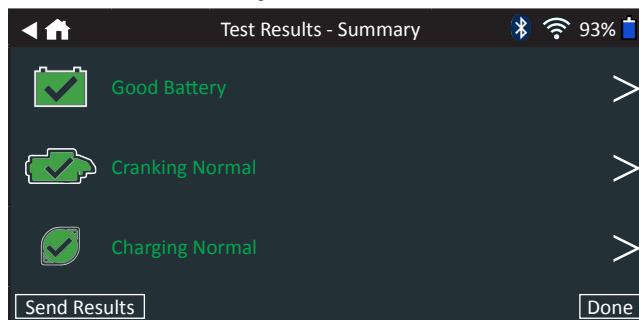 Test Results - Summary 93%
Good Battery
Cranking Normal
Charging Normal
Send Results Done